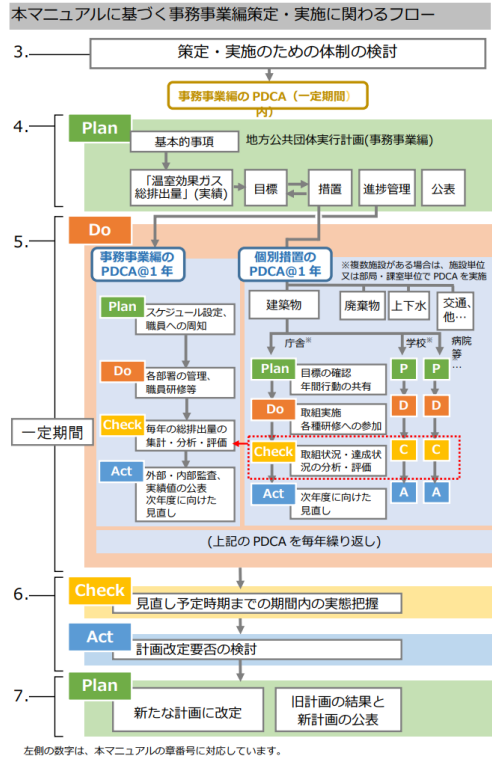 本マニュアルに基づく事務事業編策定・実施に関わるフロー
3.
策定・実施のための体制の検討
事務事業編の PDCA（一定期間）
内）
4.
Plan
基本的事項
地方公共団体実行計画(事務事業編)
「温室効果ガス
総排出量」(実績)
目標
措置
進捗管理
公表
5.
Do
事務事業編の
PDCA@1 年
個別措置の
PDCA@1 年
※複数施設がある場合は、施設単位
又は部局・課室単位で PDCA を実施
建築物
廃棄物
上下水
交通、
他…
Plan
スケジュール設定、
職員への周知
Do
各部署の管理、
職員研修等
Check
毎年の総排出量の
集計・分析・評価
Act
外部・内部監査、
実績値の公表
次年度に向けた
見直し
庁舎※
学校※
病院
等
※
…
Plan
目標の確認
年間行動の共有
P
P
Do
取組実施
各種研修への参加
D
D
Check
取組状況・達成状
況の分析・評価
C
C
Act
次年度に向けた
見直し
A
A
一定期間
(上記の PDCA を毎年繰り返し)
6.
Check
見直し予定時期までの期間内の実態把握
Act
計画改定要否の検討
7.
Plan
新たな計画に改定
旧計画の結果と
新計画の公表
左側の数字は、本マニュアルの章番号に対応しています。